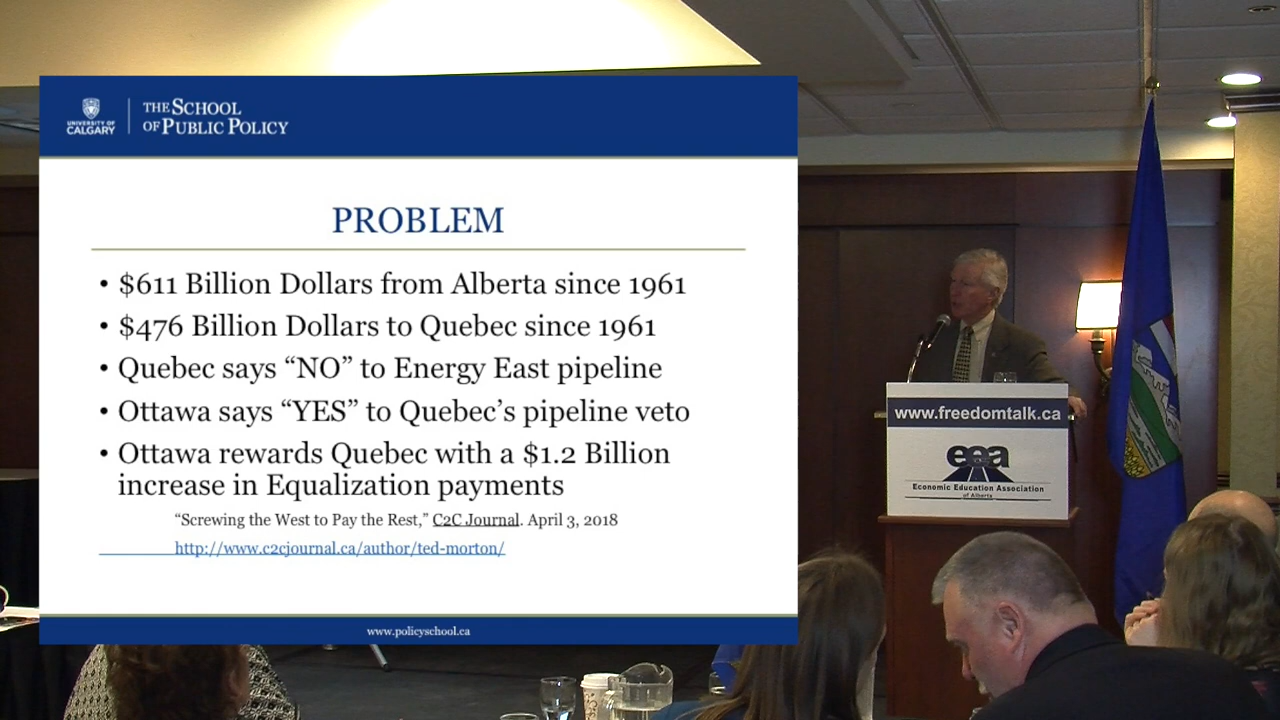 UNIVERSITY OF
CALGARY
THE SCHOOL
OF PUBLIC POLICY
PROBLEM
• $611 Billion Dollars from Alberta since 1961
• $476 Billion Dollars to Quebec since 1961
• Quebec says “NO” to Energy East pipeline
• Ottawa says “YES” to Quebec’s pipeline veto
• Ottawa rewards Quebec with a $1.2 Billion
increase in Equalization payments
“Screwing the West to Pay the Rest,” C2C Journal. April 3, 2018
http://www.c2cjournal.ca/author/ted-morton/
www.policyschool.ca
www.freedomtalk.ca
eea
Economic Education Association
of Alberta